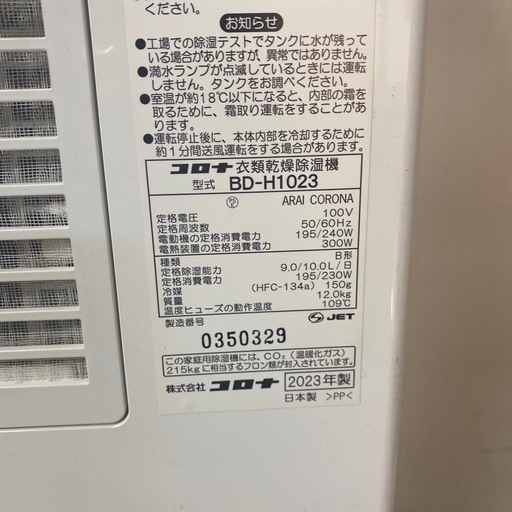 ください。
お知らせ
●工場での除湿テストでタンクに水が残って
いる場合がありますが 異常ではありません。
●満水ランプが点滅しているときには運転
しません。タンクをお調べください。
●室温が約18℃以下になると、内部の霜を
取るために、霜取り運転をすることがあり
ます。
●運転停止後に、本体内部を冷却するために
約１分間送風運転をする場合があります。
コロナ 衣類乾燥除湿機
型式 BD-H1023
ARAI CORONA
定格電圧 100V
定格周波数 50/60Hz
電動機の定格消費電力 195/240W
電熱装置の定格消費電力 300W
種類 B形
定格除湿能力 9.0/10.0L/日
定格消費電力 195/230W
冷媒 (HFC-134a) 150g
質量 12.0kg
温度ヒューズの動作温度 109℃
製造番号
0350329
JET
この家庭用除湿機には、CO₂（温暖化ガス）
215kgに相当するフロン類が封入されています。
株式会社 コロナ 2023年製
日本製 >PP<